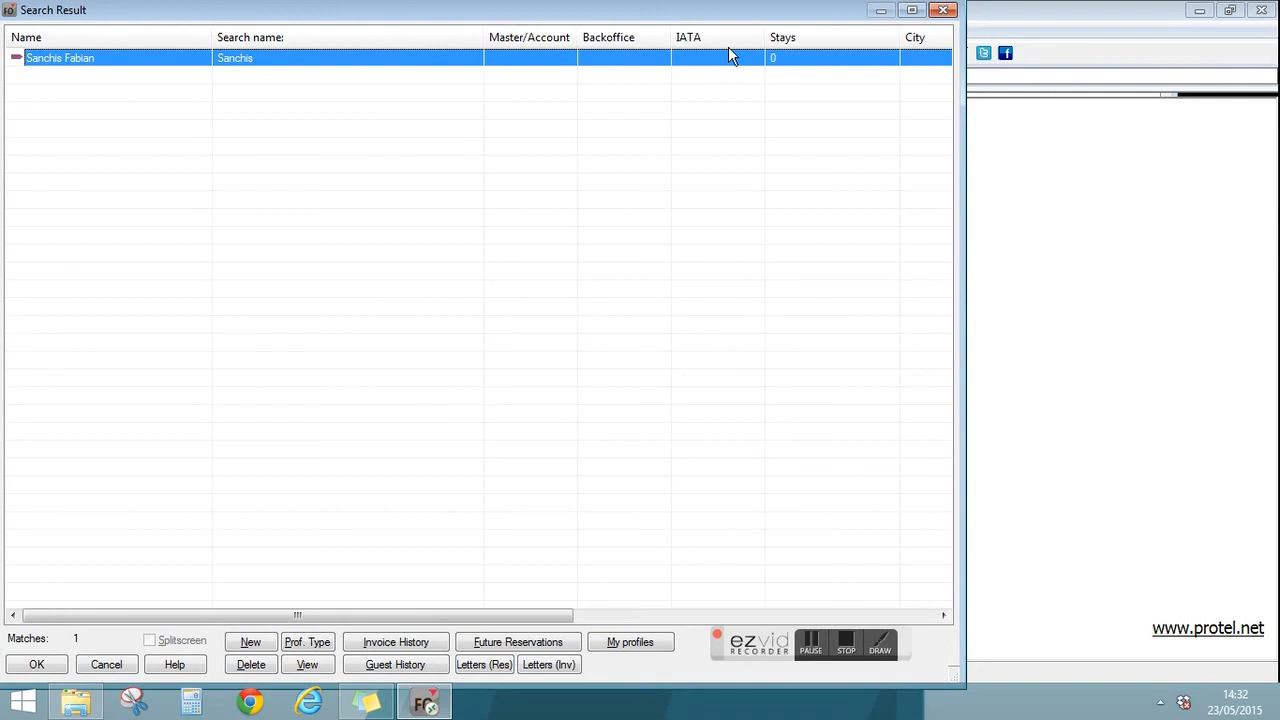 Search Result
Name Search name: Master/Account Backoffice IATA Stays City
Sanchis Fabian Sanchis 0
Matches: 1 Splitscreen New Prof. Type Invoice History Future Reservations My profiles
OK Cancel Help Delete View Guest History Letters (Res) Letters (Inv)
ezvid
RECORDER
PAUSE STOP DRAW
www.protel.net
14:32
23/05/2015